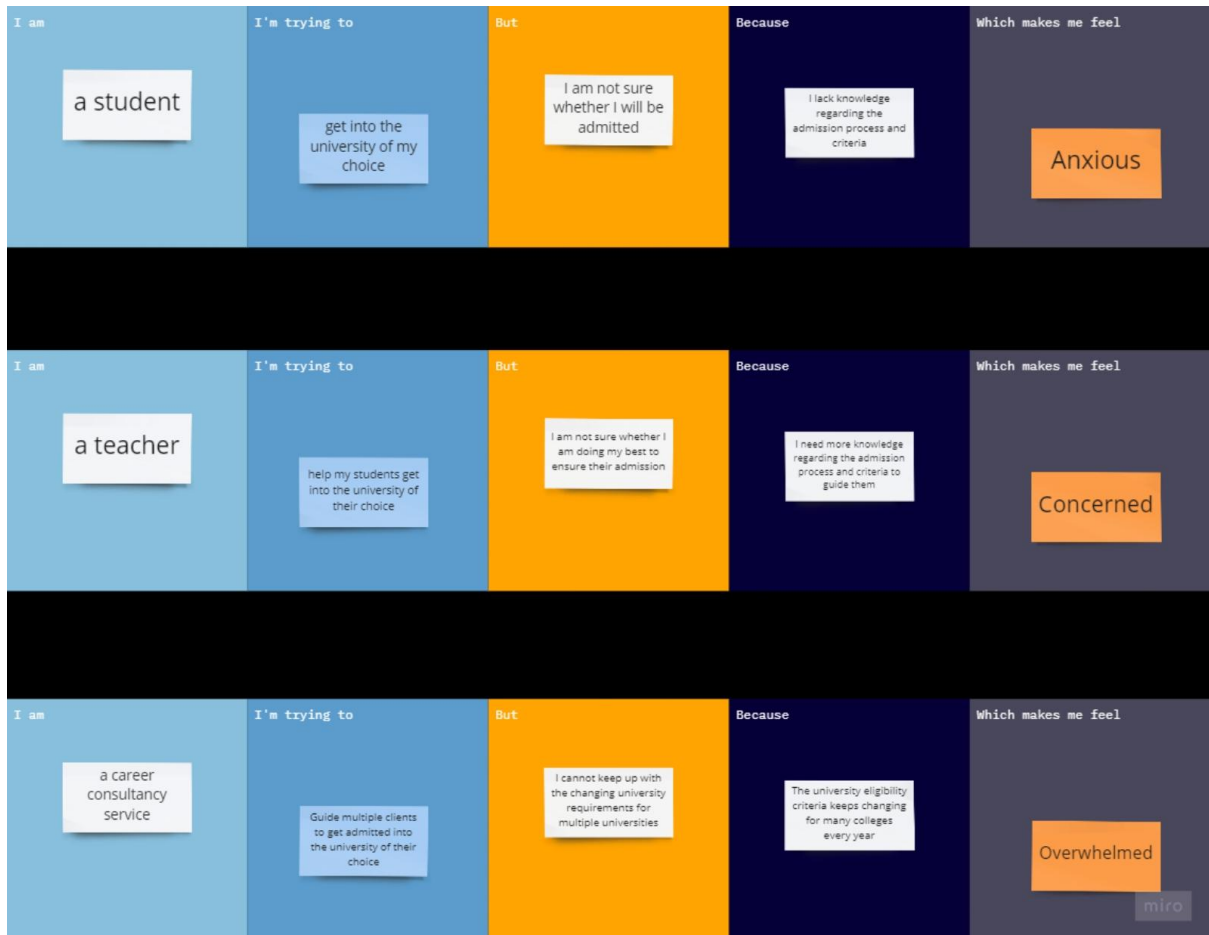 I am
I'm trying to
But
Because
Which makes me feel
a student
get into the
university of my
choice
I am not sure
whether I will be
admitted
I lack knowledge
regarding the
admission process and
criteria
Anxious
I am
I'm trying to
But
Because
Which makes me feel
a teacher
help my students get
into the university of
their choice
I am not sure whether I
am doing my best to
ensure their admission
I need more knowledge
regarding the admission
process and criteria to
guide them
Concerned
I am
I'm trying to
But
Because
Which makes me feel
a career
consultancy
service
Guide multiple clients
to get admitted into
the university of their
choice
I cannot keep up with
the changing university
requirements for
multiple universities
The university eligibility
criteria keeps changing
for many colleges
every year
Overwhelmed
miro